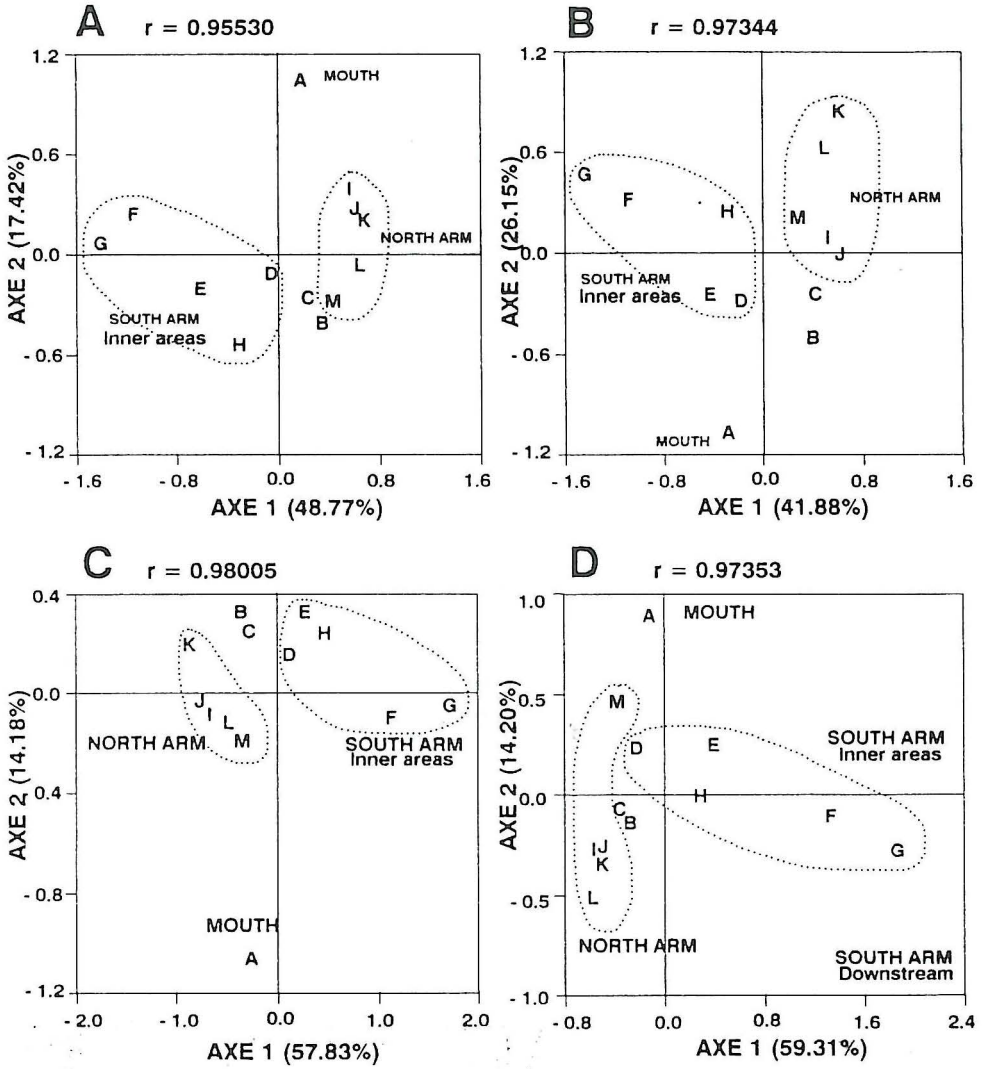 A r = 0.95530
1.2
0.6
0.0
- 0.6
- 1.2
AXE 2 (17.42%)
A MOUTH
I
J
K
NORTH ARM
L
M
C
B
F
G
D
E
SOUTH ARM
Inner areas
H
- 1.6 - 0.8 0.0 0.8 1.6
AXE 1 (48.77%)
B r = 0.97344
1.2
0.6
0.0
- 0.6
- 1.2
AXE 2 (26.15%)
K
L
G
F
H
M
NORTH ARM
I
J
SOUTH ARM
Inner areas
E
D
C
B
MOUTH A
- 1.6 - 0.8 0.0 0.8 1.6
AXE 1 (41.88%)
C r = 0.98005
0.4
0.0
0.4
- 0.8
- 1.2
AXE 2 (14.18%)
B
C
E
H
K
D
J
I
L
M
G
F
NORTH ARM
SOUTH ARM
Inner areas
MOUTH
A
- 2.0 - 1.0 0.0 1.0 2.0
AXE 1 (57.83%)
D r = 0.97353
1.0
0.5
0.0
- 0.5
- 1.0
AXE 2 (14.20%)
A MOUTH
M
D
E
SOUTH ARM
Inner areas
H
C
B
F
G
I
J
K
L
NORTH ARM
SOUTH ARM
Downstream
- 0.8 0.0 0.8 1.6 2.4
AXE 1 (59.31%)